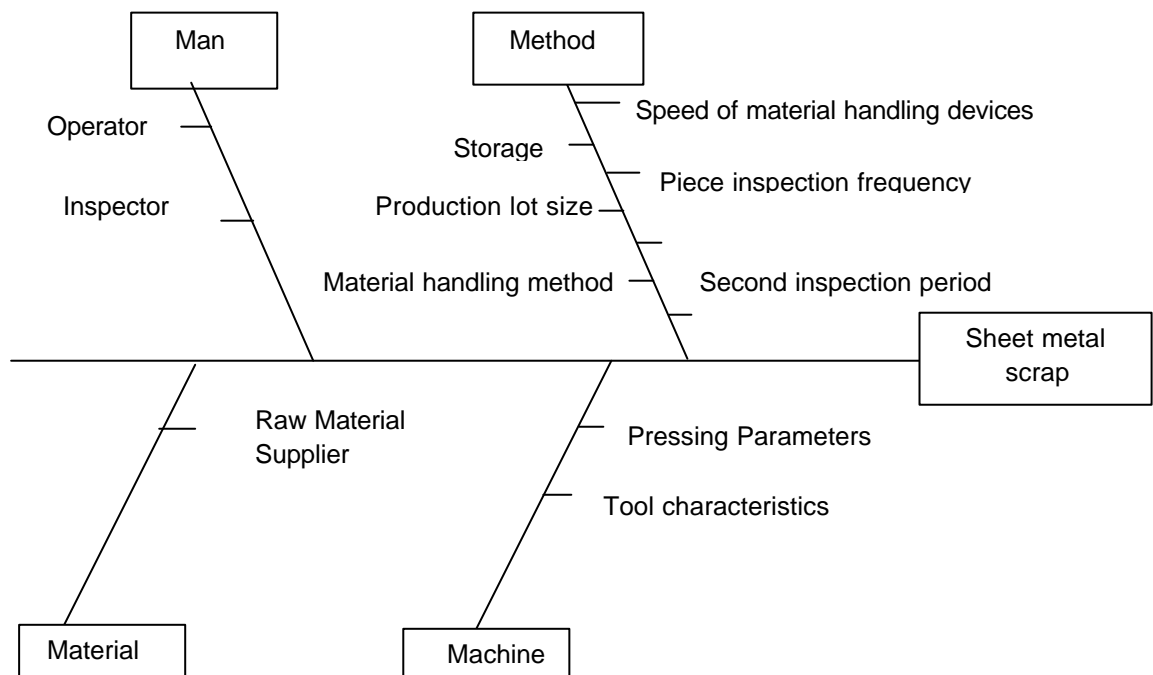 Man
Method
Operator
Speed of material handling devices
Storage
Piece inspection frequency
Inspector
Production lot size
Material handling method
Second inspection period
Sheet metal
scrap
Raw Material
Supplier
Pressing Parameters
Tool characteristics
Material
Machine